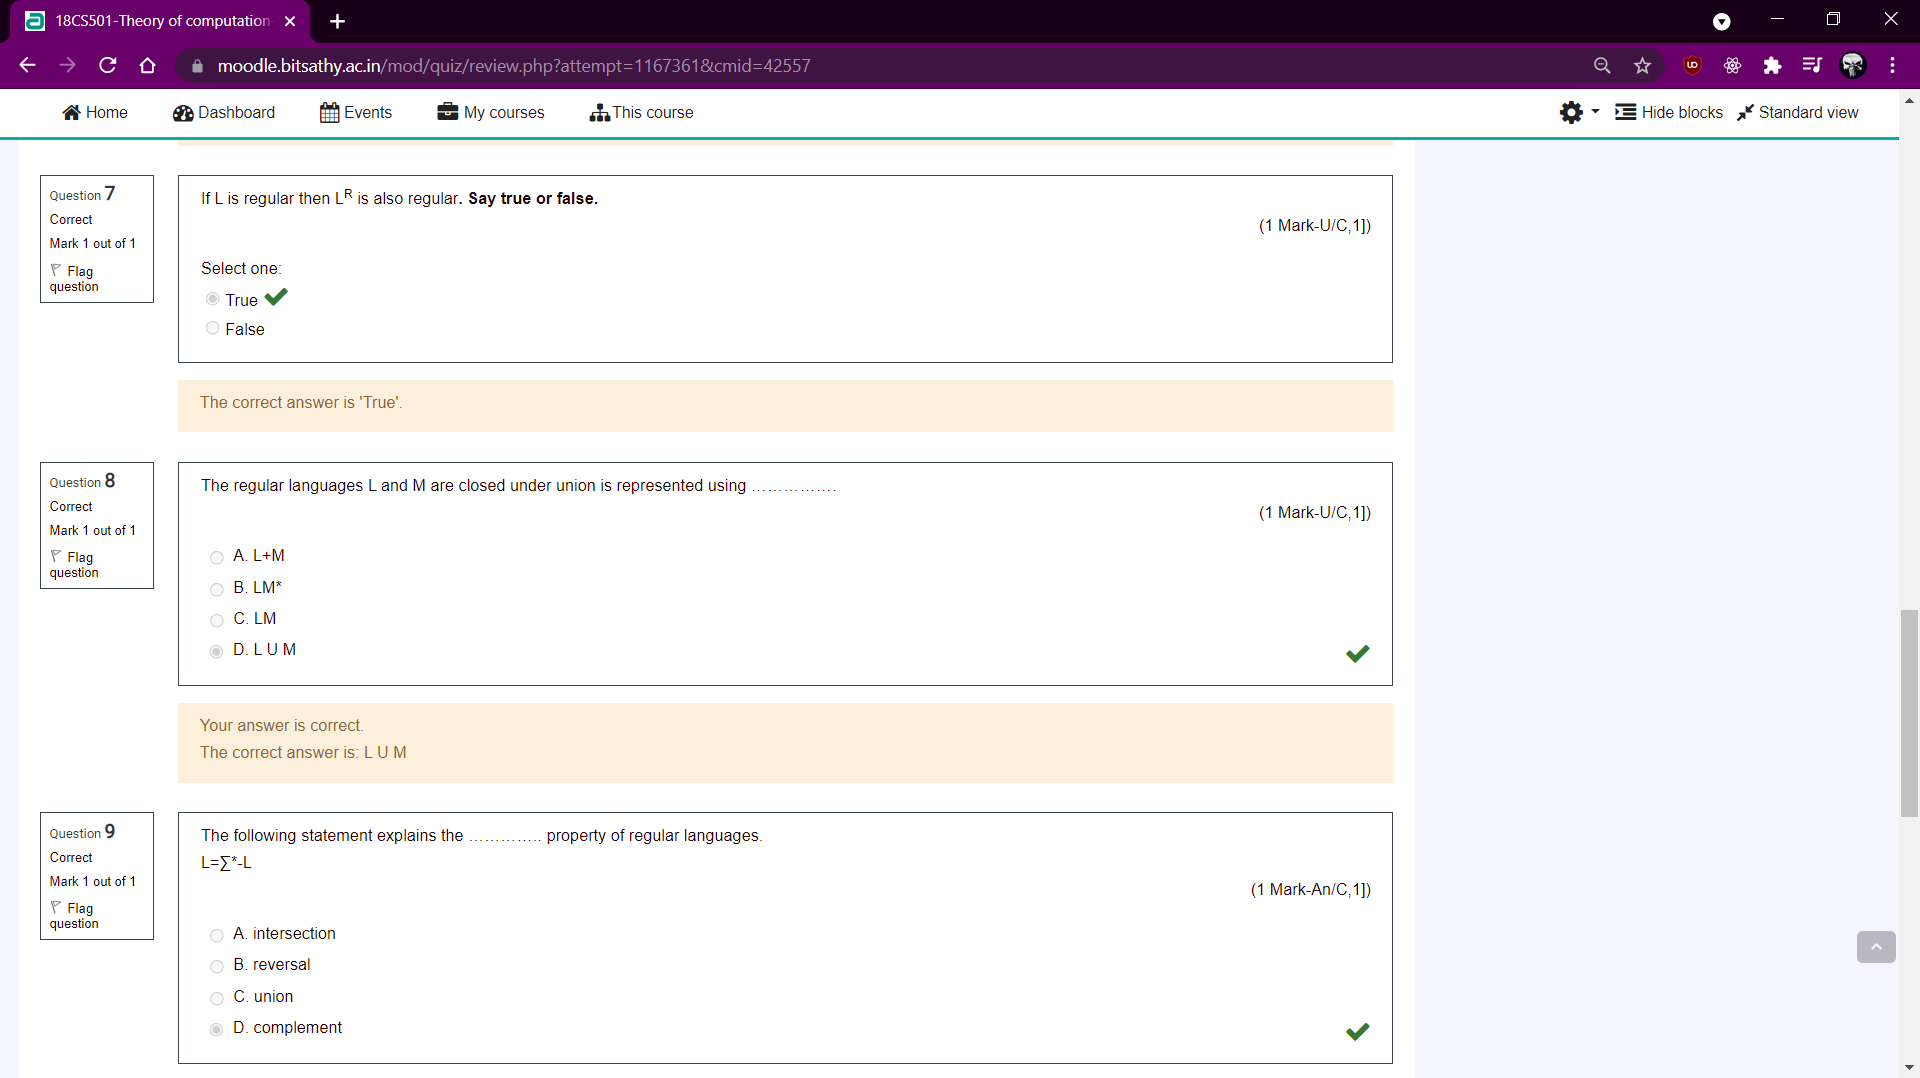 18CS501-Theory of computation
moodle.bitsathy.ac.in/mod/quiz/review.php?attempt=1167361&cmid=42557
Home Dashboard Events My courses This course Hide blocks Standard view
Question 7
Correct
Mark 1 out of 1
Flag question
If L is regular then L^R is also regular. Say true or false.
(1 Mark-U/C,1])
Select one:
True
False
The correct answer is 'True'.
Question 8
Correct
Mark 1 out of 1
Flag question
The regular languages L and M are closed under union is represented using ……………
(1 Mark-U/C,1])
A. L+M
B. LM*
C. LM
D. L U M
Your answer is correct.
The correct answer is: L U M
Question 9
Correct
Mark 1 out of 1
Flag question
The following statement explains the ………….. property of regular languages.
L=∑*-L
(1 Mark-An/C,1])
A. intersection
B. reversal
C. union
D. complement